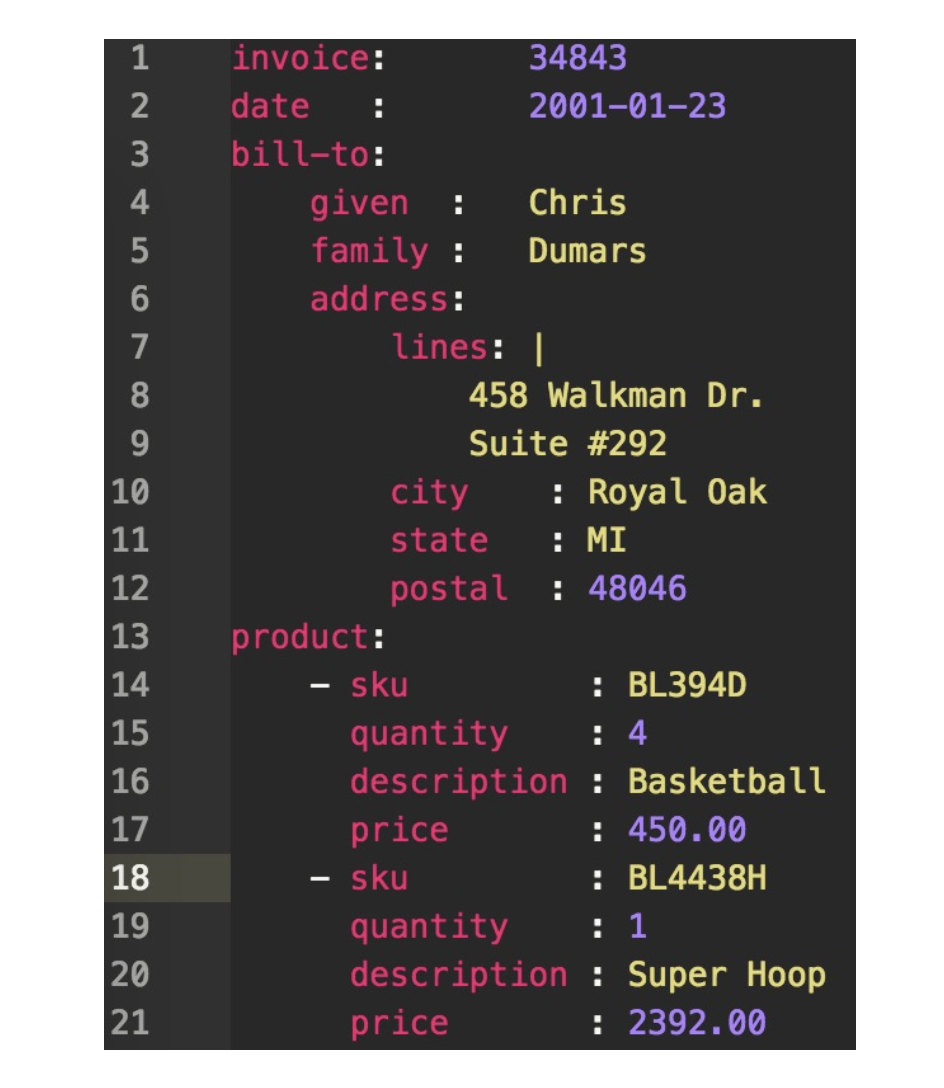 1 invoice: 34843
2 date : 2001-01-23
3 bill-to:
4 given : Chris
5 family : Dumars
6 address:
7 lines: |
8 458 Walkman Dr.
9 Suite #292
10 city : Royal Oak
11 state : MI
12 postal : 48046
13 product:
14 - sku : BL394D
15 quantity : 4
16 description : Basketball
17 price : 450.00
18 - sku : BL4438H
19 quantity : 1
20 description : Super Hoop
21 price : 2392.00